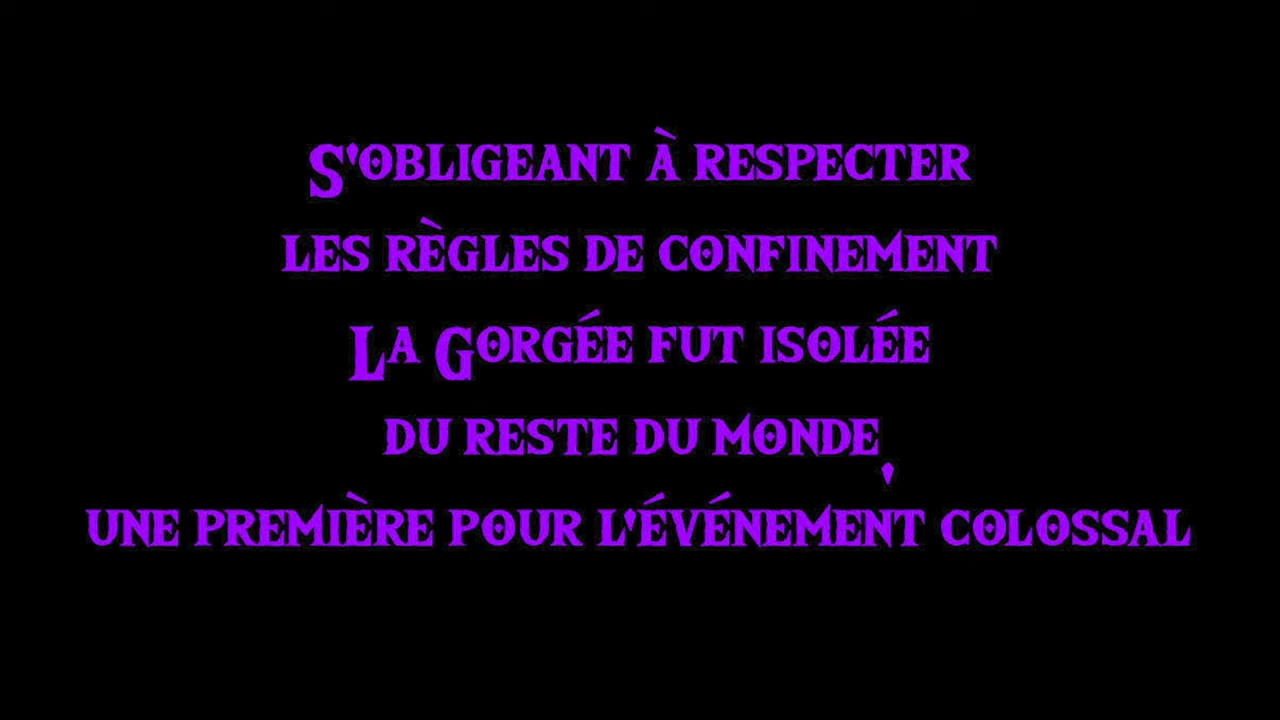 S'obligeant à respecter
les règles de confinement
La Gorgée fut isolée
du reste du monde,
une première pour l'événement colossal